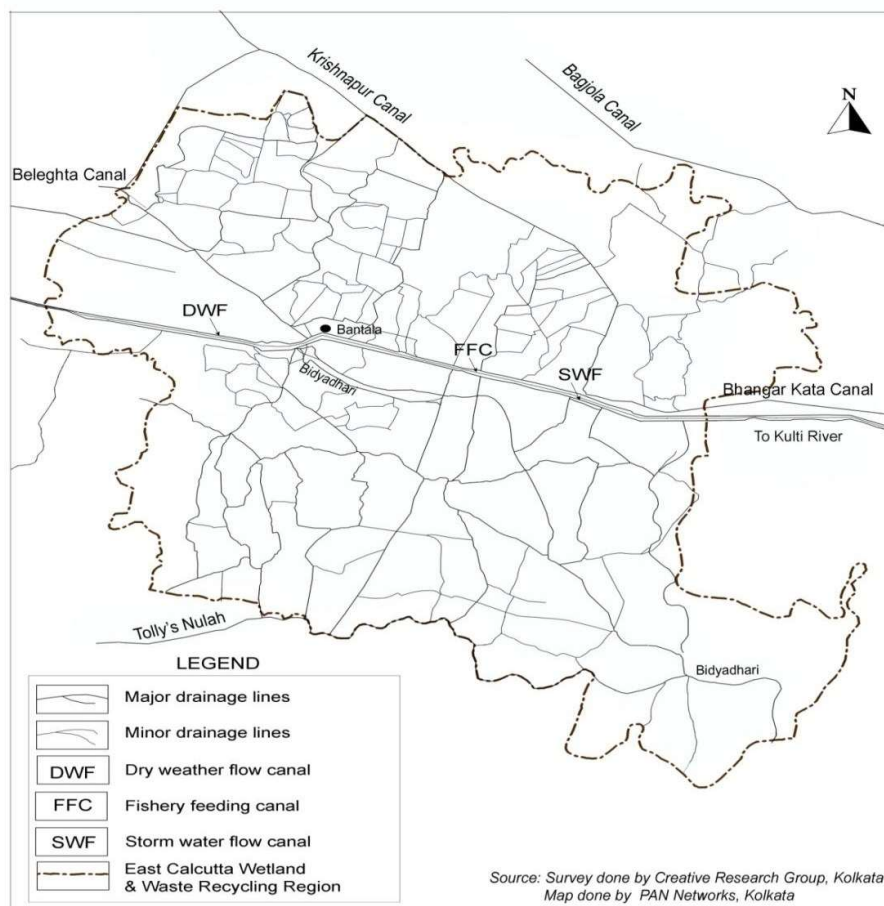 Krishnapur Canal
Bagjola Canal
N
Beleghta Canal
DWF
Bantala
FFC
Bidyadhari
SWF
Bhangar Kata Canal
To Kulti River
Tolly's Nulah
Bidyadhari
LEGEND
Major drainage lines
Minor drainage lines
DWF Dry weather flow canal
FFC Fishery feeding canal
SWF Storm water flow canal
East Calcutta Wetland
& Waste Recycling Region
Source: Survey done by Creative Research Group, Kolkata
Map done by PAN Networks, Kolkata